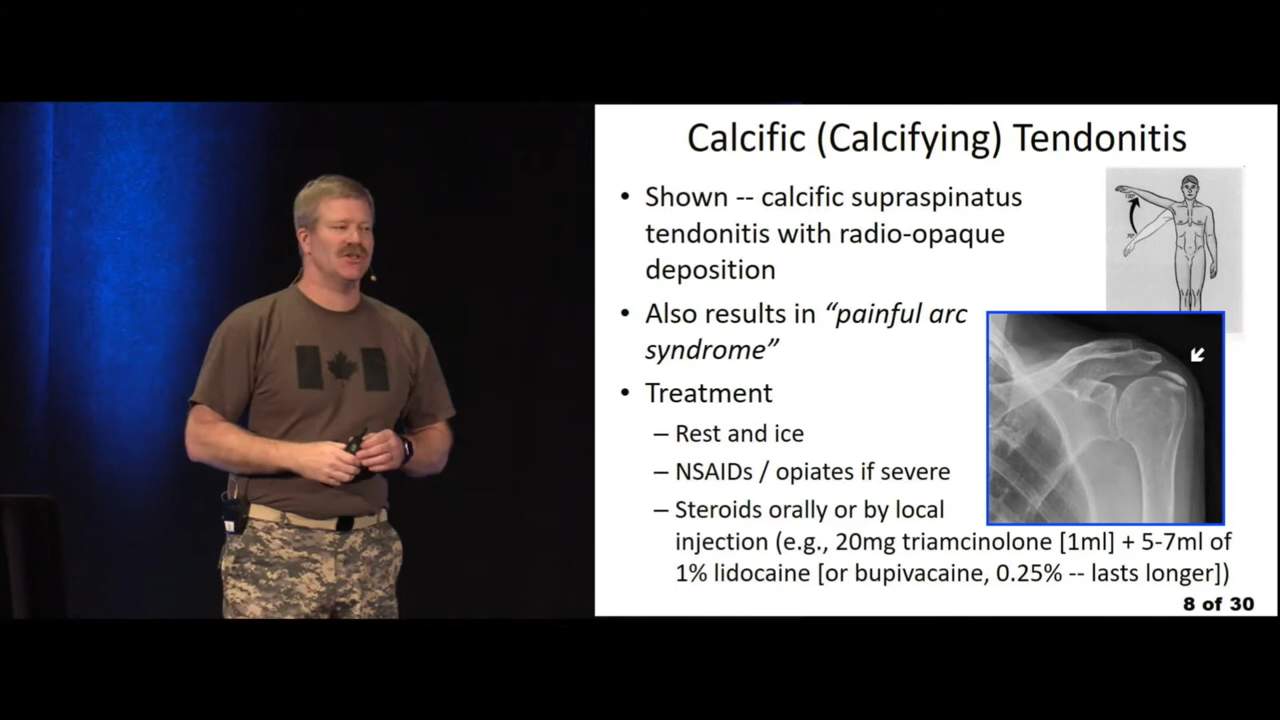 Calcific (Calcifying) Tendonitis
• Shown -- calcific supraspinatus
tendonitis with radio-opaque
deposition
• Also results in “painful arc
syndrome”
• Treatment
– Rest and ice
– NSAIDs / opiates if severe
– Steroids orally or by local
injection (e.g., 20mg triamcinolone [1ml] + 5-7ml of
1% lidocaine [or bupivacaine, 0.25% -- lasts longer])
8 of 30